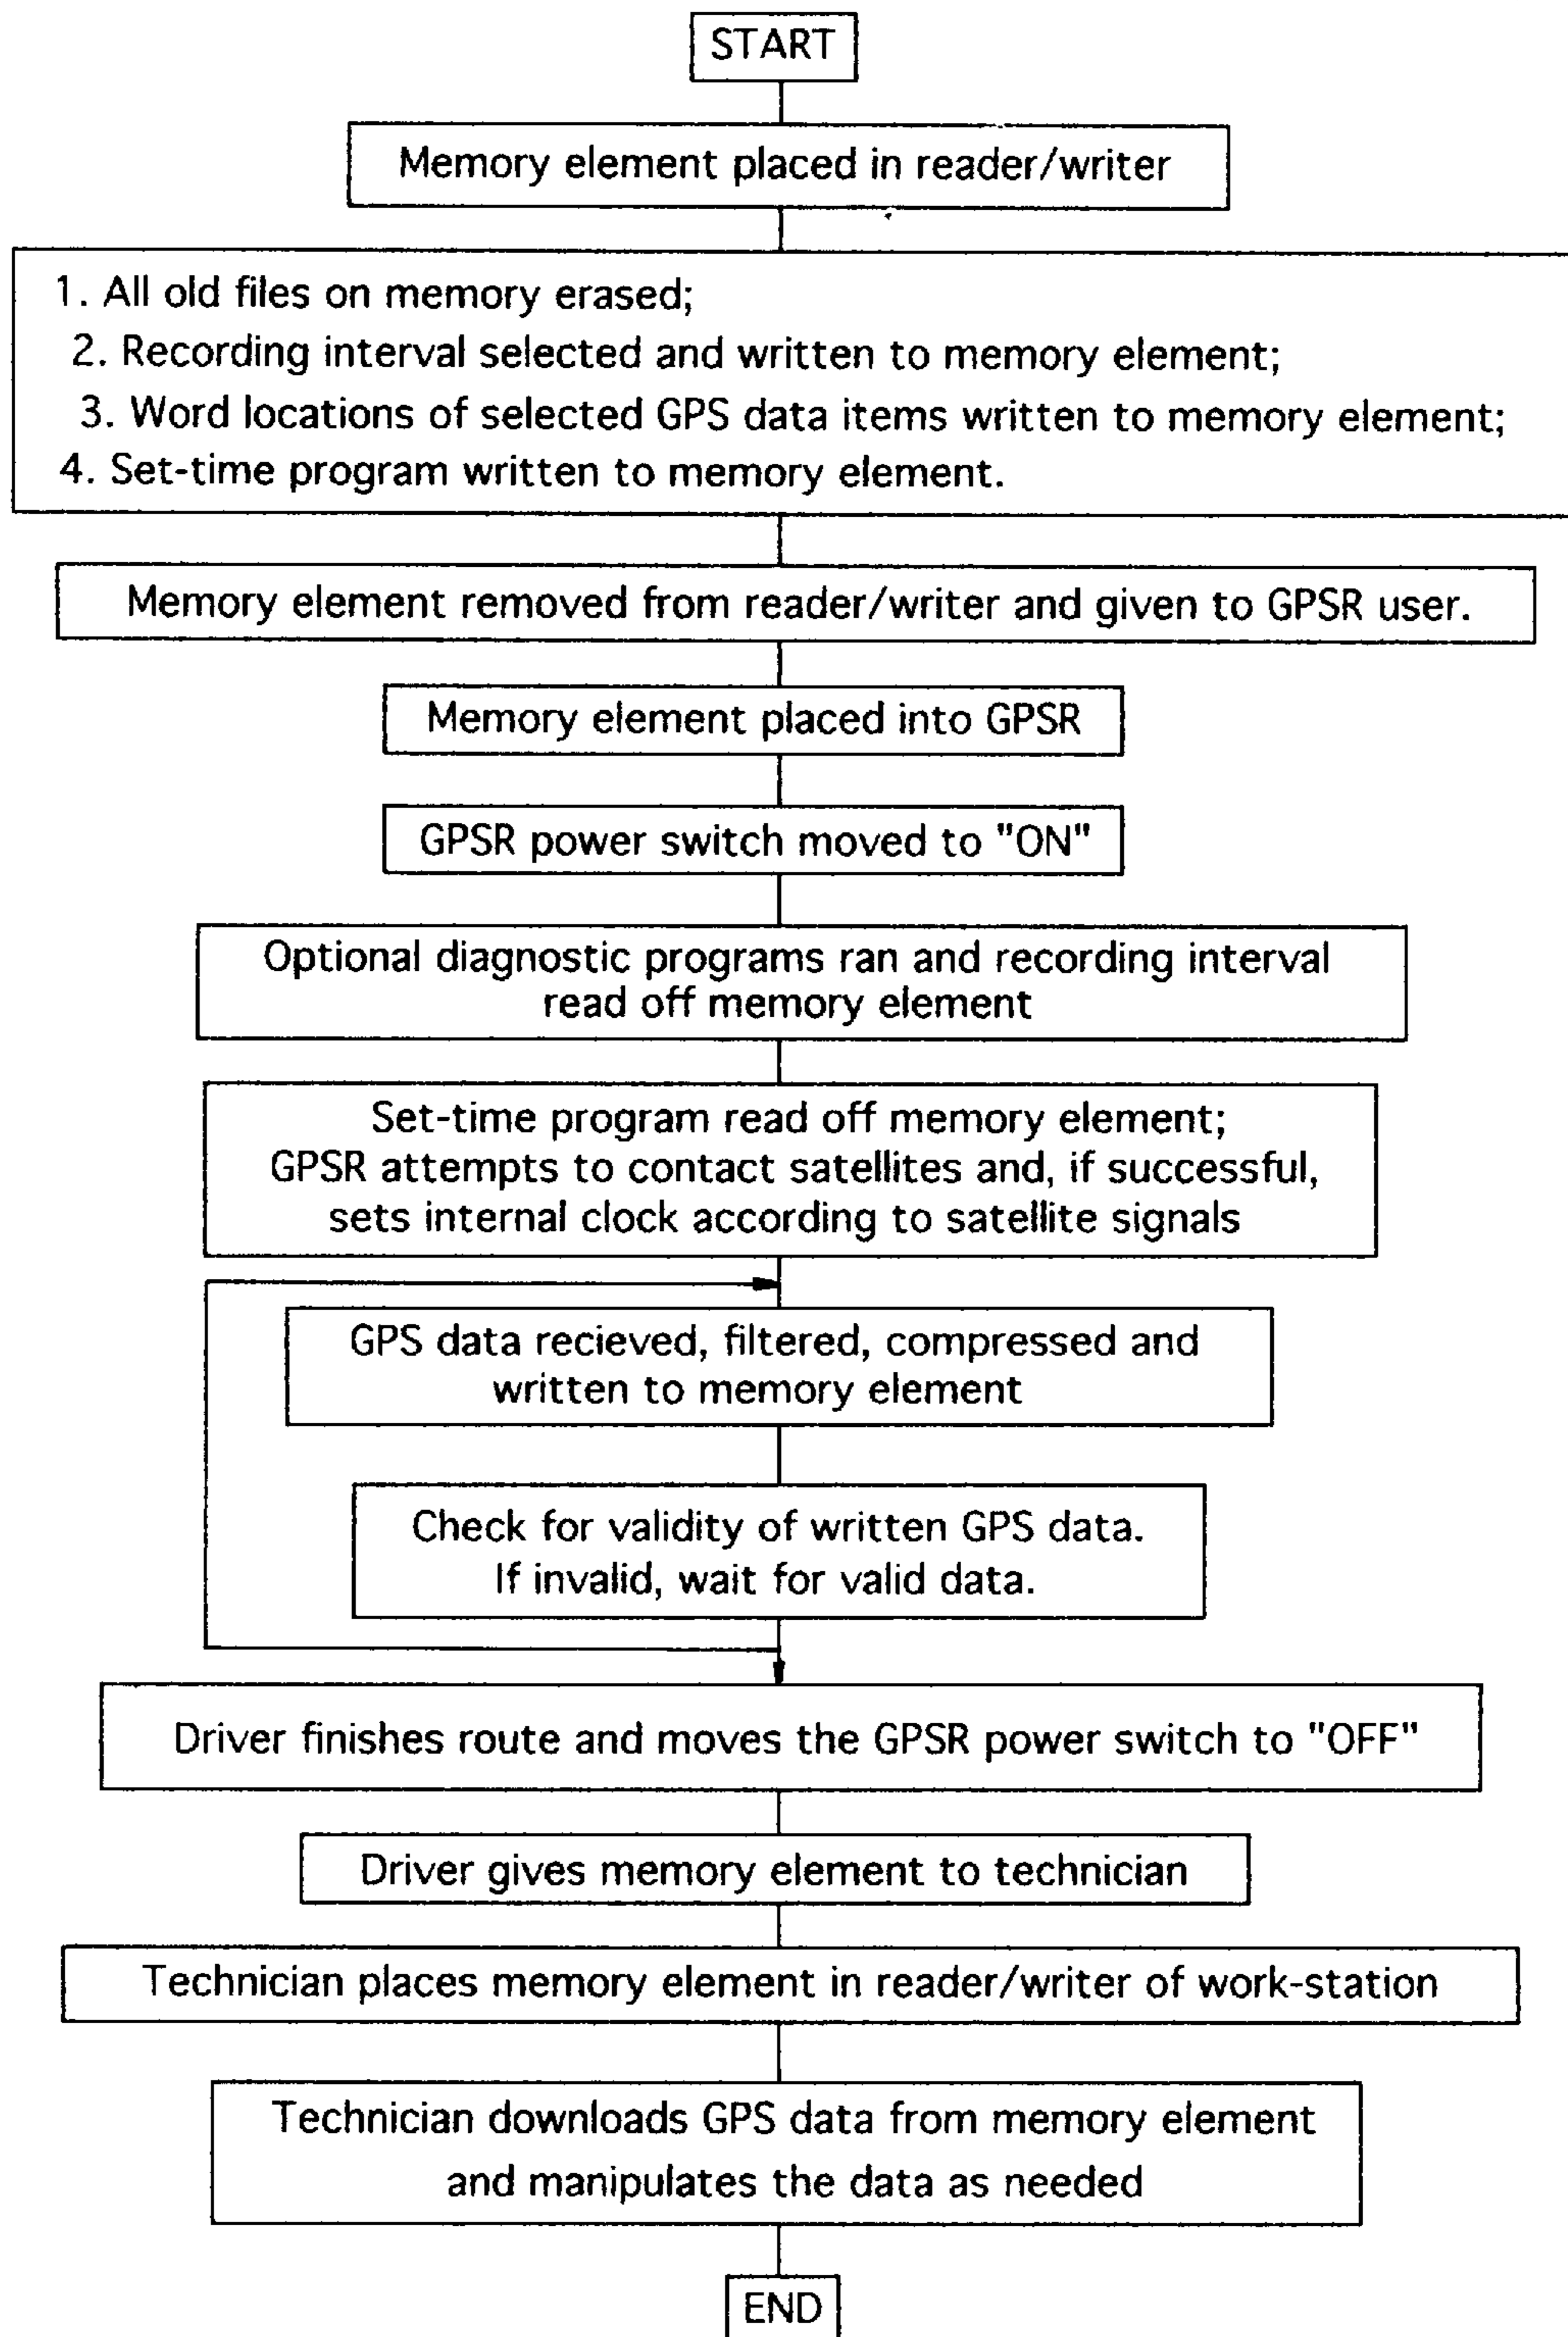 START
Memory element placed in reader/writer
1. All old files on memory erased;
2. Recording interval selected and written to memory element;
3. Word locations of selected GPS data items written to memory element;
4. Set-time program written to memory element.
Memory element removed from reader/writer and given to GPSR user.
Memory element placed into GPSR
GPSR power switch moved to "ON"
Optional diagnostic programs ran and recording interval
read off memory element
Set-time program read off memory element;
GPSR attempts to contact satellites and, if successful,
sets internal clock according to satellite signals
GPS data recieved, filtered, compressed and
written to memory element
Check for validity of written GPS data.
If invalid, wait for valid data.
Driver finishes route and moves the GPSR power switch to "OFF"
Driver gives memory element to technician
Technician places memory element in reader/writer of work-station
Technician downloads GPS data from memory element
and manipulates the data as needed
END